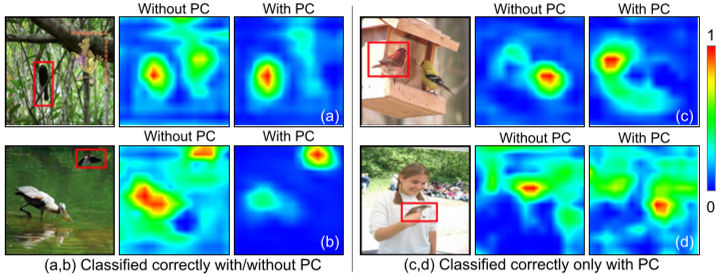 Without PC With PC Without PC With PC
1
(a) (c)
Without PC With PC Without PC With PC
0
(b) (d)
(a,b) Classified correctly with/without PC (c,d) Classified correctly only with PC